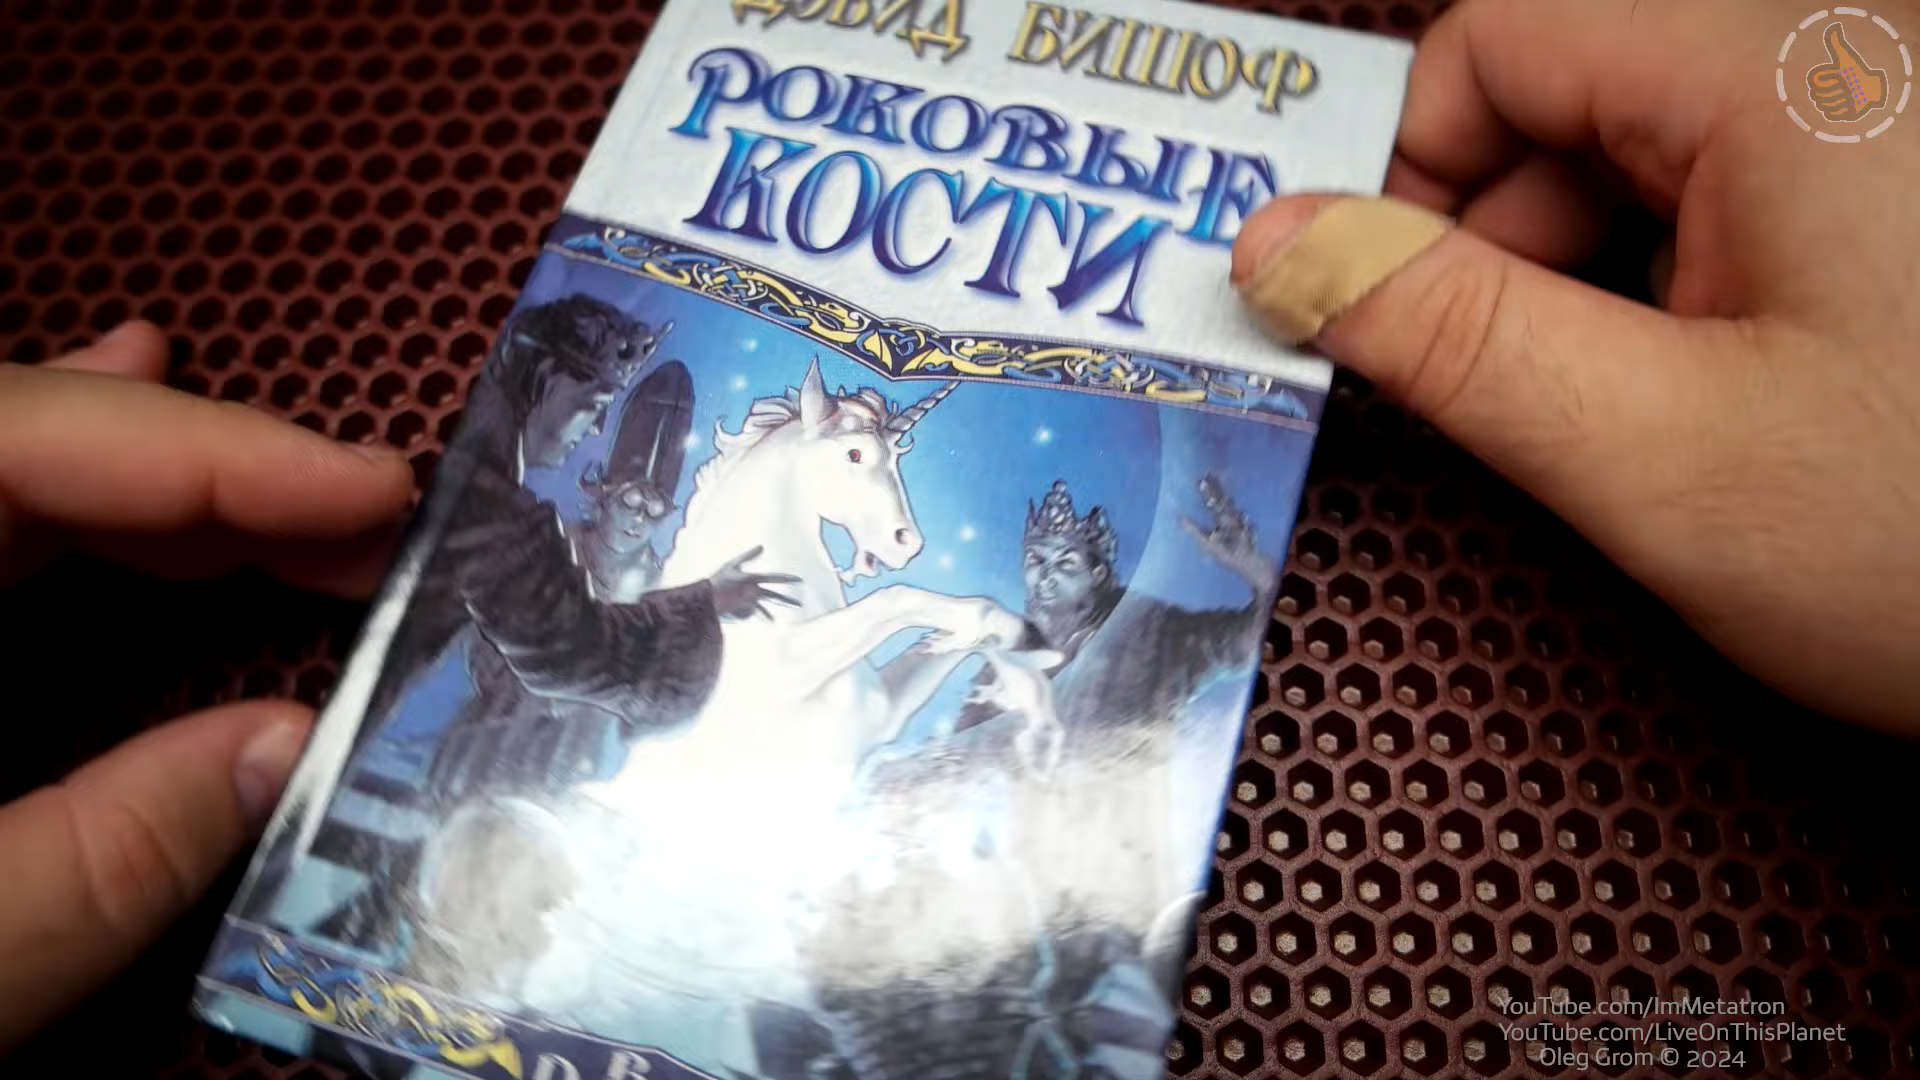 ДЭВИД БИШОФ
РОКОВЫЕ
КОСТИ
YouTube.com/ImMetatron
YouTube.com/LiveOnThisPlanet
Oleg Grom © 2024